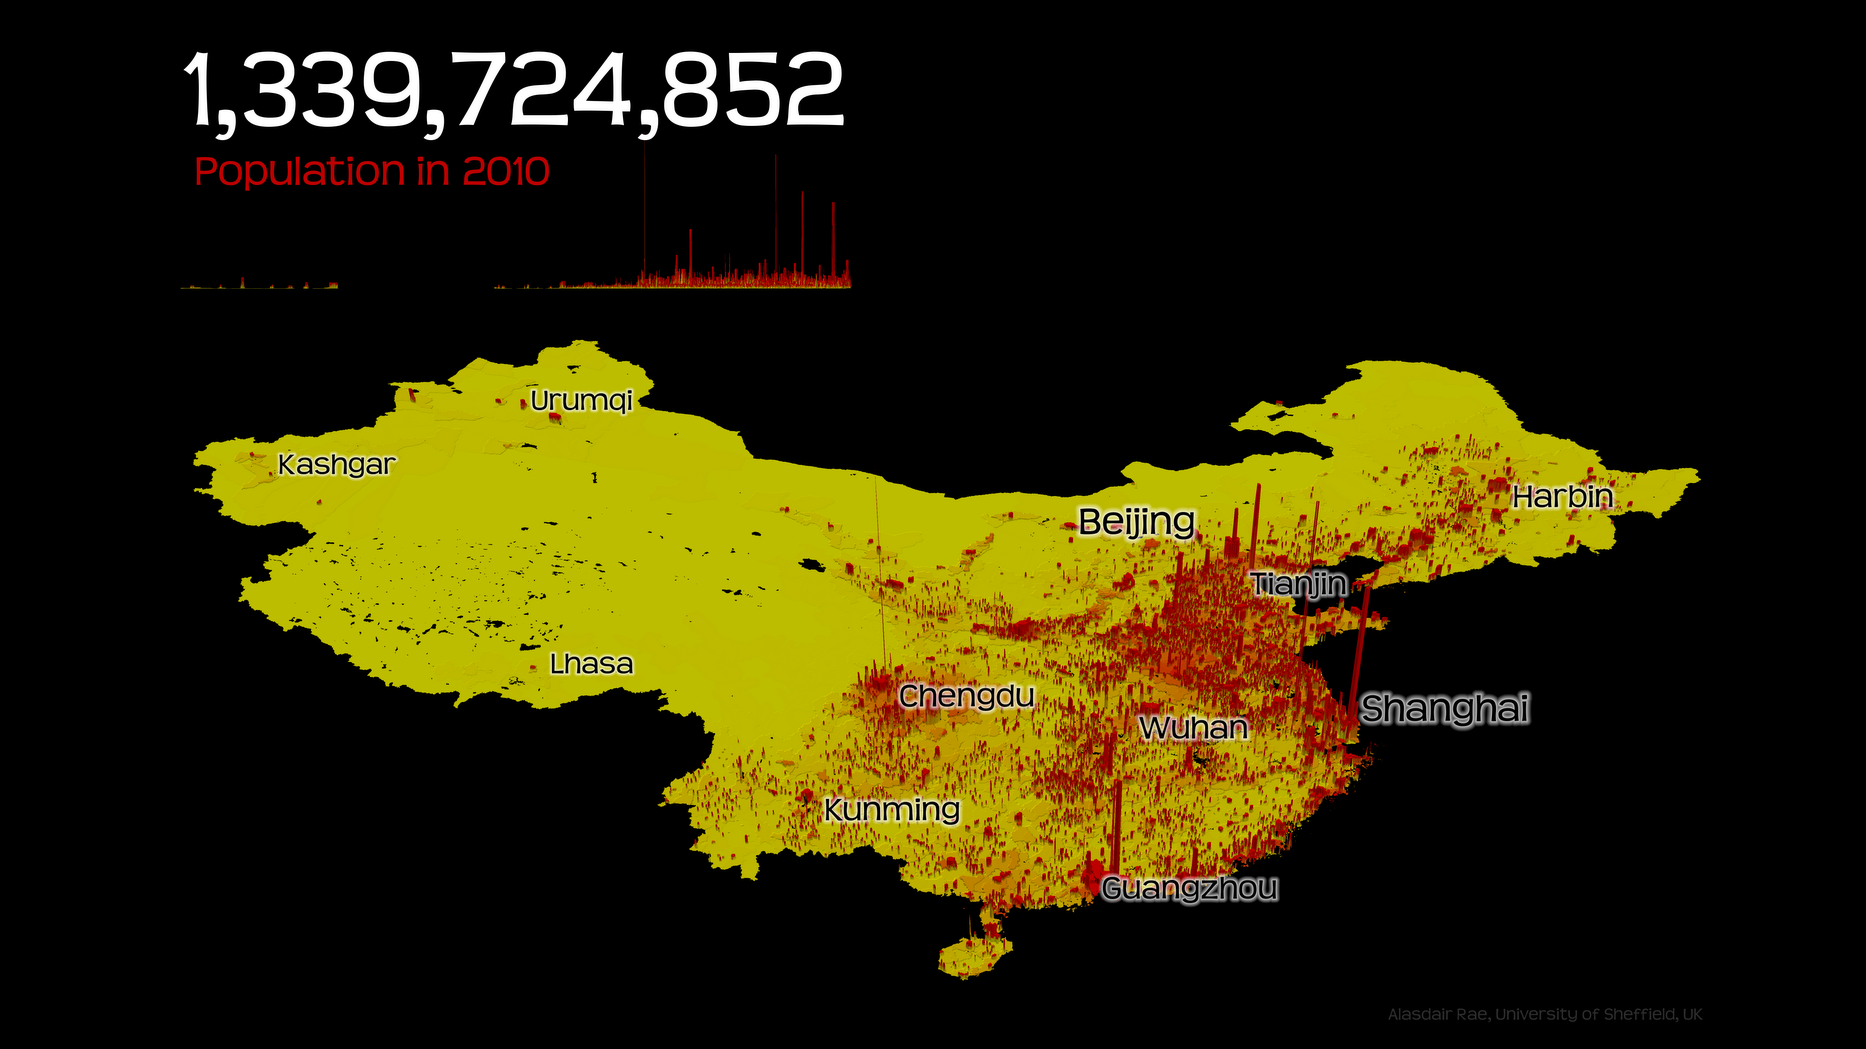 1,339,724,852
Population in 2010
Urumqi
Kashgar
Harbin
Beijing
Tianjin
Lhasa
Chengdu
Shanghai
Wuhan
Kunming
Guangzhou
Alasdair Rae, University of Sheffield, UK